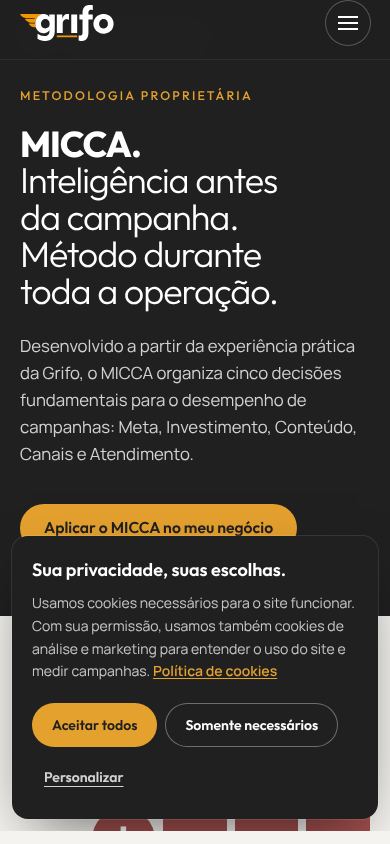 grifo
METODOLOGIA PROPRIETÁRIA
MICCA.
Inteligência antes
da campanha.
Método durante
toda a operação.
Desenvolvido a partir da experiência prática
da Grifo, o MICCA organiza cinco decisões
fundamentais para o desempenho de
campanhas: Meta, Investimento, Conteúdo,
Canais e Atendimento.
Aplicar o MICCA no meu negócio
Sua privacidade, suas escolhas.
Usamos cookies necessários para o site funcionar.
Com sua permissão, usamos também cookies de
análise e marketing para entender o uso do site e
medir campanhas. Política de cookies
Aceitar todos
Somente necessários
Personalizar